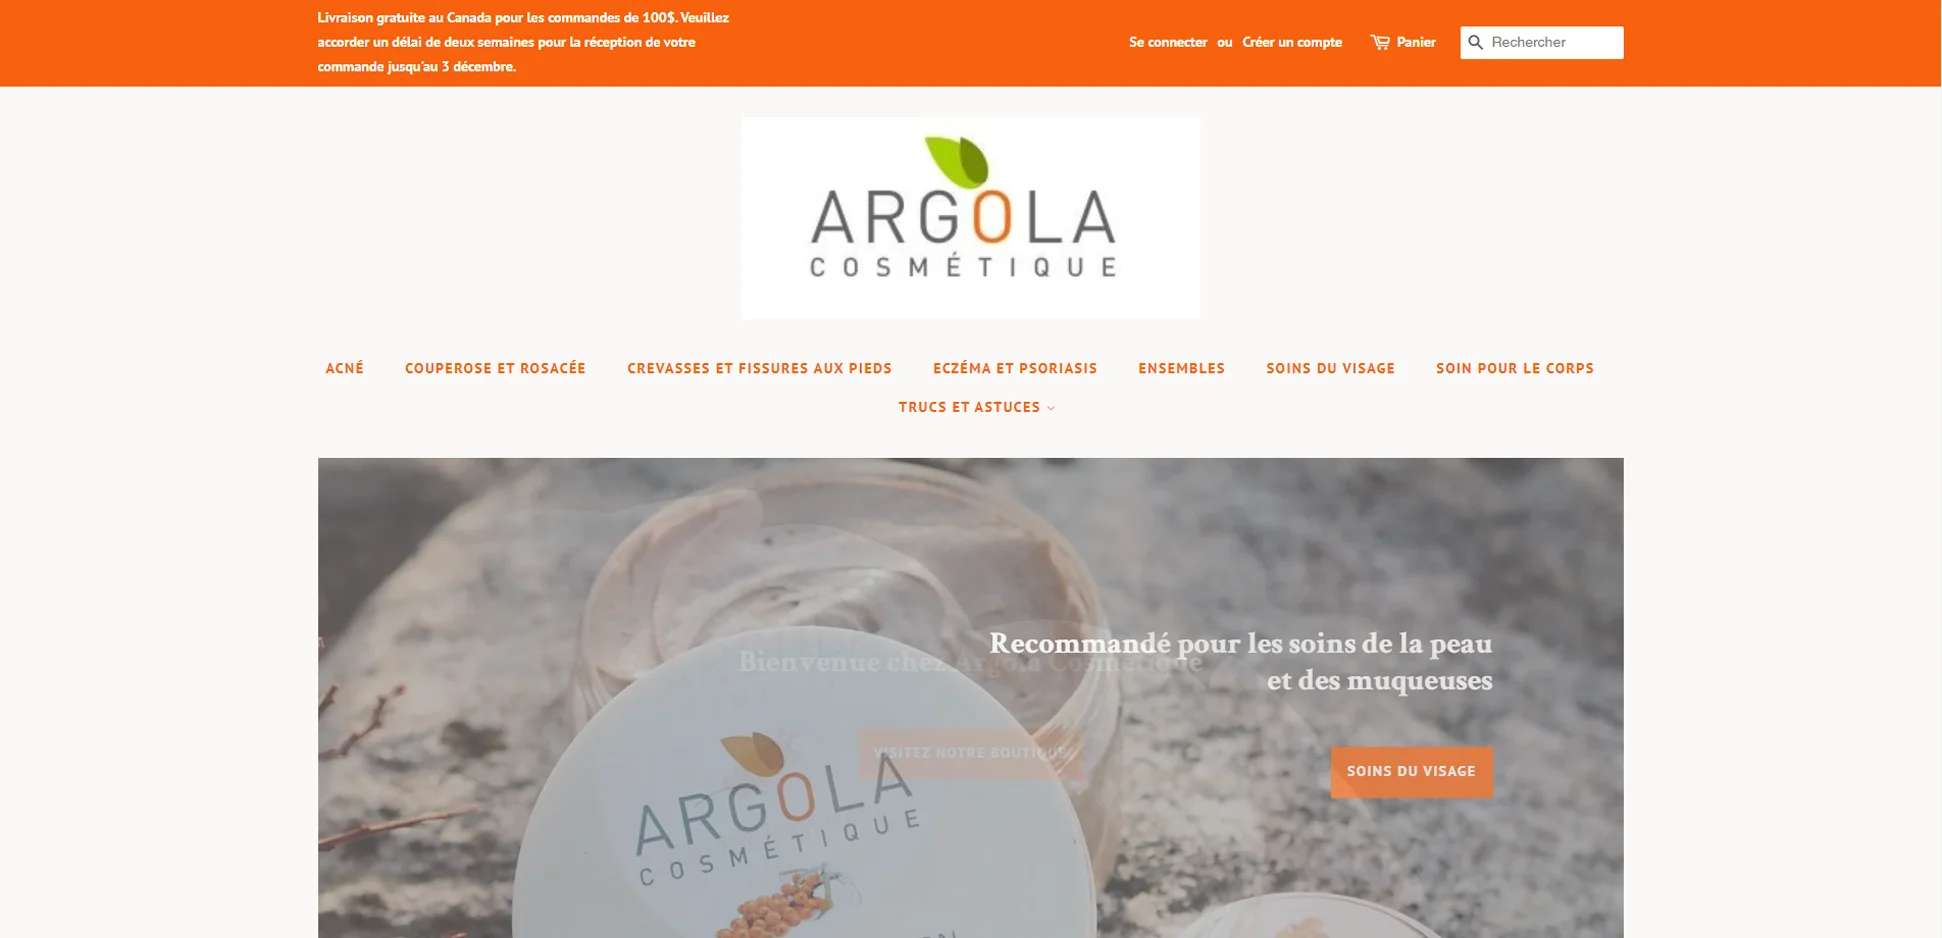 Livraison gratuite au Canada pour les commandes de 100$. Veuillez
accorder un délai de deux semaines pour la réception de votre
commande jusqu'au 3 décembre.
Se connecter ou Créer un compte Panier Rechercher
ARGOLA
COSMÉTIQUE
ACNÉ COUPEROSE ET ROSACÉE CREVASSES ET FISSURES AUX PIEDS ECZÉMA ET PSORIASIS ENSEMBLES SOINS DU VISAGE SOIN POUR LE CORPS
TRUCS ET ASTUCES
Recommandé pour les soins de la peau
et des muqueuses
Bienvenue chez Argola Cosmétique
VISITEZ NOTRE BOUTIQUE
SOINS DU VISAGE
ARGOLA
COSMÉTIQUE